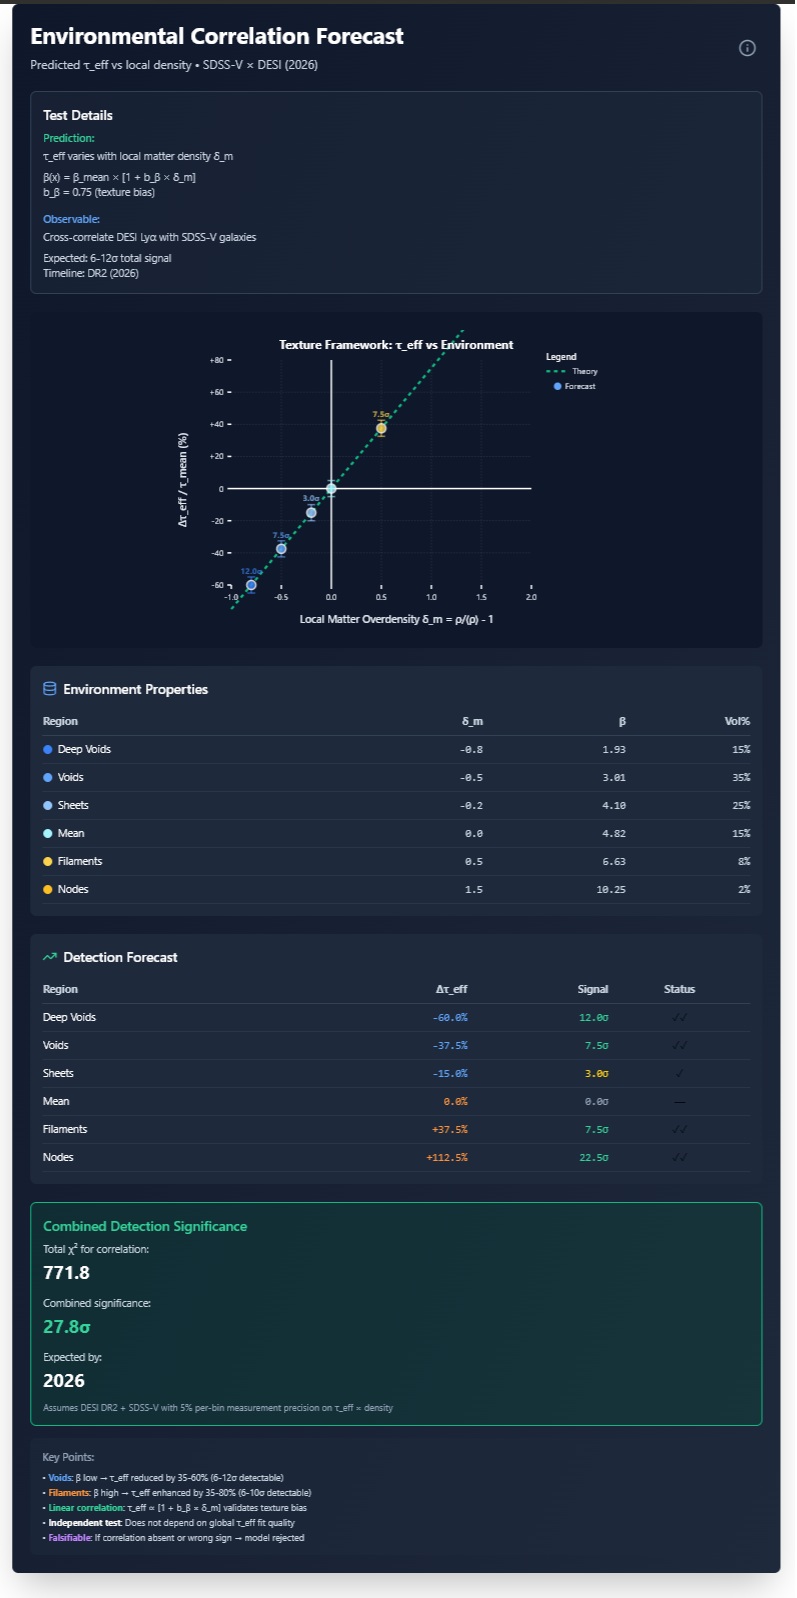 Environmental Correlation Forecast
Predicted τ_eff vs local density • SDSS-V × DESI (2026)
Test Details
Prediction:
τ_eff varies with local matter density δ_m
β(x) = β_mean × [1 + b_β × δ_m]
b_β = 0.75 (texture bias)
Observable:
Cross-correlate DESI Lyα with SDSS-V galaxies
Expected: 6-12σ total signal
Timeline: DR2 (2026)
Texture Framework: τ_eff vs Environment
Legend
Theory
Forecast
Δτ_eff / τ_mean (%)
+80
+60
+40
+20
0
-20
-40
-60
7.5σ
3.0σ
7.5σ
12.0σ
-1.0 -0.5 0.0 0.5 1.0 1.5 2.0
Local Matter Overdensity δ_m = ρ/⟨ρ⟩ - 1
Environment Properties
Region δ_m β Vol%
Deep Voids -0.8 1.93 15%
Voids -0.5 3.01 35%
Sheets -0.2 4.10 25%
Mean 0.0 4.82 15%
Filaments 0.5 6.63 8%
Nodes 1.5 10.25 2%
Detection Forecast
Region Δτ_eff Signal Status
Deep Voids -60.0% 12.0σ ✓✓
Voids -37.5% 7.5σ ✓✓
Sheets -15.0% 3.0σ ✓
Mean 0.0% 0.0σ —
Filaments +37.5% 7.5σ ✓✓
Nodes +112.5% 22.5σ ✓✓
Combined Detection Significance
Total χ² for correlation:
771.8
Combined significance:
27.8σ
Expected by:
2026
Assumes DESI DR2 + SDSS-V with 5% per-bin measurement precision on τ_eff ∝ density
Key Points:
• Voids: β low → τ_eff reduced by 35-60% (6-12σ detectable)
• Filaments: β high → τ_eff enhanced by 35-80% (6-10σ detectable)
• Linear correlation: τ_eff ∝ [1 + b_β × δ_m] validates texture bias
• Independent test: Does not depend on global τ_eff fit quality
• Falsifiable: If correlation absent or wrong sign → model rejected